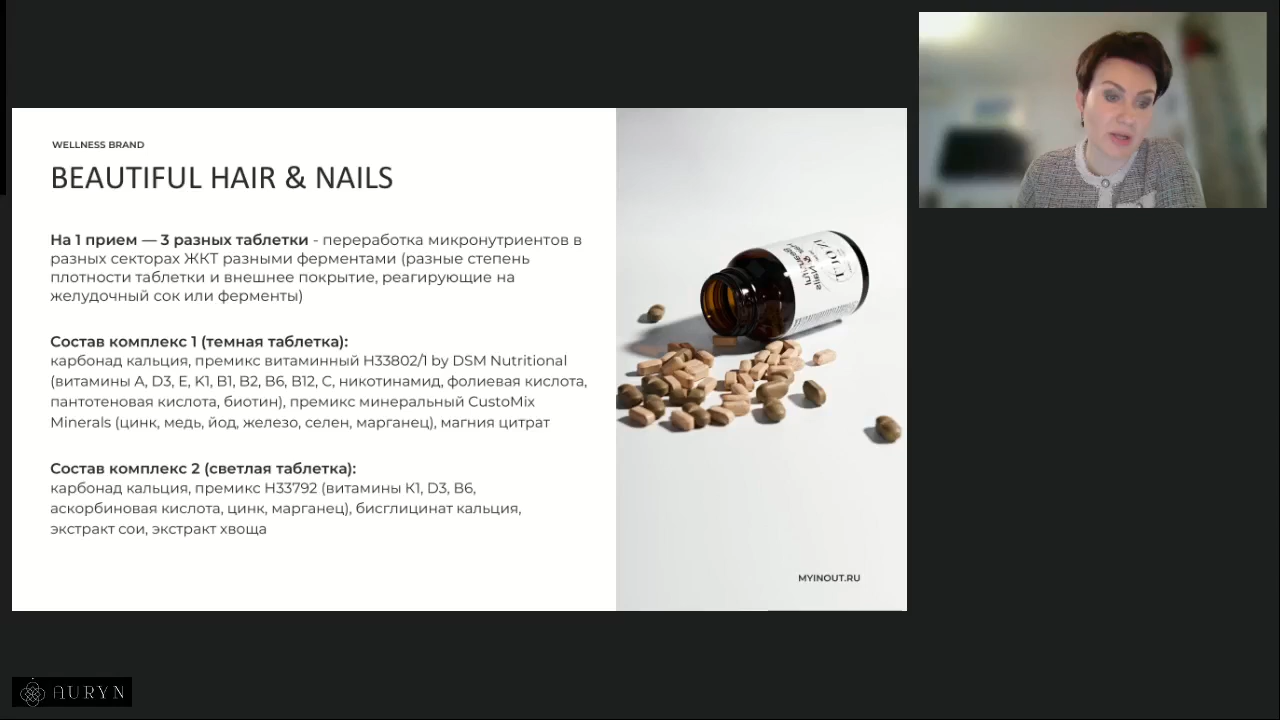 WELLNESS BRAND
BEAUTIFUL HAIR & NAILS
На 1 прием — 3 разных таблетки - переработка микронутриентов в
разных секторах ЖКТ разными ферментами (разные степень
плотности таблетки и внешнее покрытие, реагирующие на
желудочный сок или ферменты)
Состав комплекс 1 (темная таблетка):
карбонад кальция, премикс витаминный H33802/1 by DSM Nutritional
(витамины A, D3, E, K1, B1, B2, B6, B12, C, никотинамид, фолиевая кислота,
пантотеновая кислота, биотин), премикс минеральный CustoMix
Minerals (цинк, медь, йод, железо, селен, марганец), магния цитрат
Состав комплекс 2 (светлая таблетка):
карбонад кальция, премикс H33792 (витамины К1, D3, B6,
аскорбиновая кислота, цинк, марганец), бисглицинат кальция,
экстракт сои, экстракт хвоща
MYINOUT.RU
AURYN